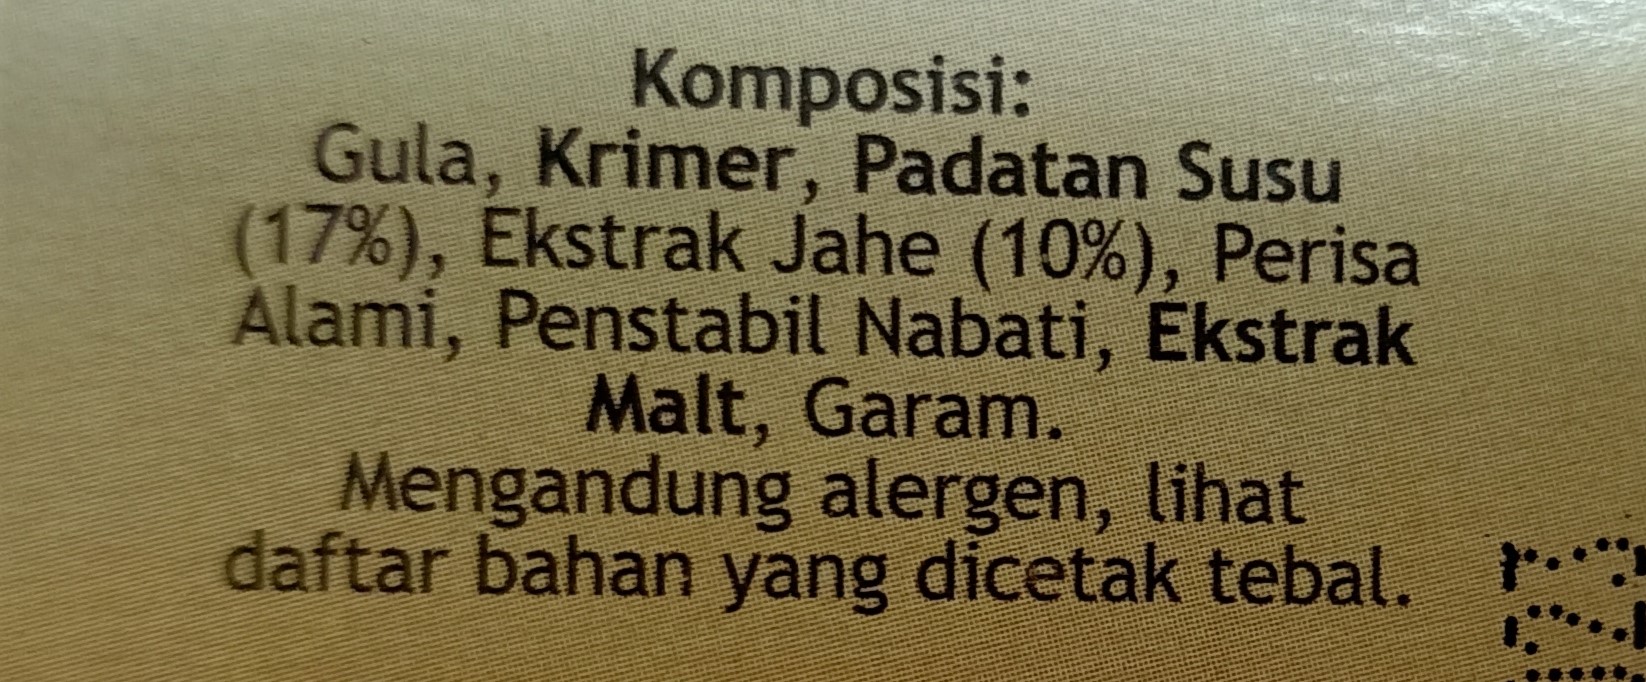 Komposisi:
Gula, Krimer, Padatan Susu
(17%), Ekstrak Jahe (10%), Perisa
Alami, Penstabil Nabati, Ekstrak
Malt, Garam.
Mengandung alergen, lihat
daftar bahan yang dicetak tebal.